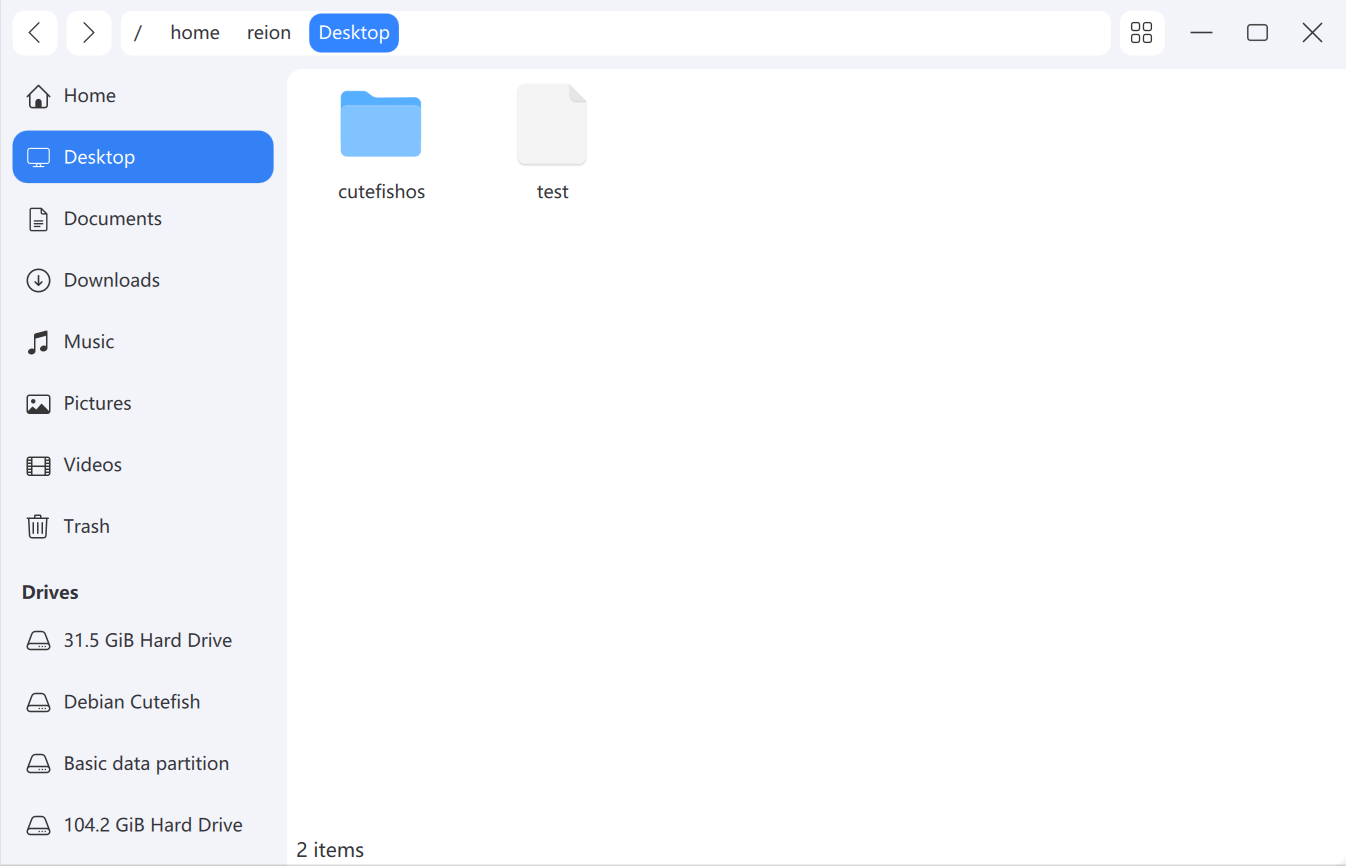 / home reion Desktop
Home
Desktop
Documents
Downloads
Music
Pictures
Videos
Trash
Drives
31.5 GiB Hard Drive
Debian Cutefish
Basic data partition
104.2 GiB Hard Drive
cutefishos
test
2 items